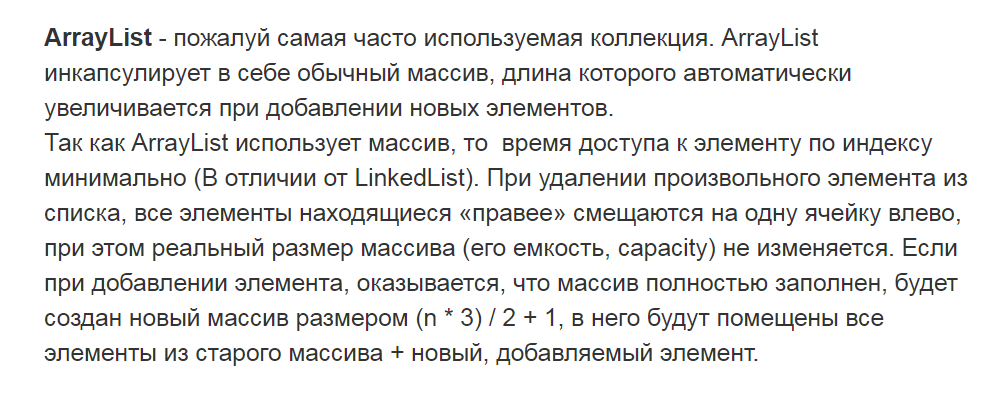 ArrayList - пожалуй самая часто используемая коллекция. ArrayList
инкапсулирует в себе обычный массив, длина которого автоматически
увеличивается при добавлении новых элементов.
Так как ArrayList использует массив, то  время доступа к элементу по индексу
минимально (В отличии от LinkedList). При удалении произвольного элемента из
списка, все элементы находящиеся «правее» смещаются на одну ячейку влево,
при этом реальный размер массива (его емкость, capacity) не изменяется. Если
при добавлении элемента, оказывается, что массив полностью заполнен, будет
создан новый массив размером (n * 3) / 2 + 1, в него будут помещены все
элементы из старого массива + новый, добавляемый элемент.